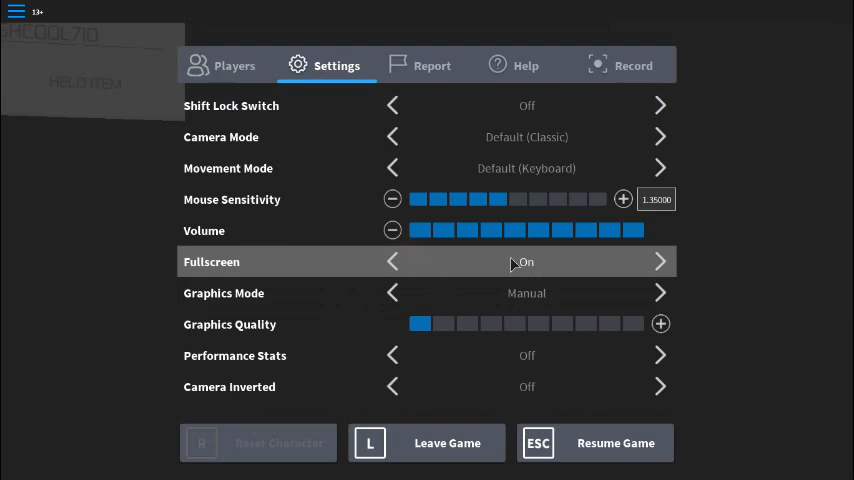 13+
HELD ITEM
Players
Settings
Report
Help
Record
Shift Lock Switch
Off
Camera Mode
Default (Classic)
Movement Mode
Default (Keyboard)
Mouse Sensitivity
1.35000
Volume
Fullscreen
On
Graphics Mode
Manual
Graphics Quality
Performance Stats
Off
Camera Inverted
Off
R Reset Character
L Leave Game
ESC Resume Game